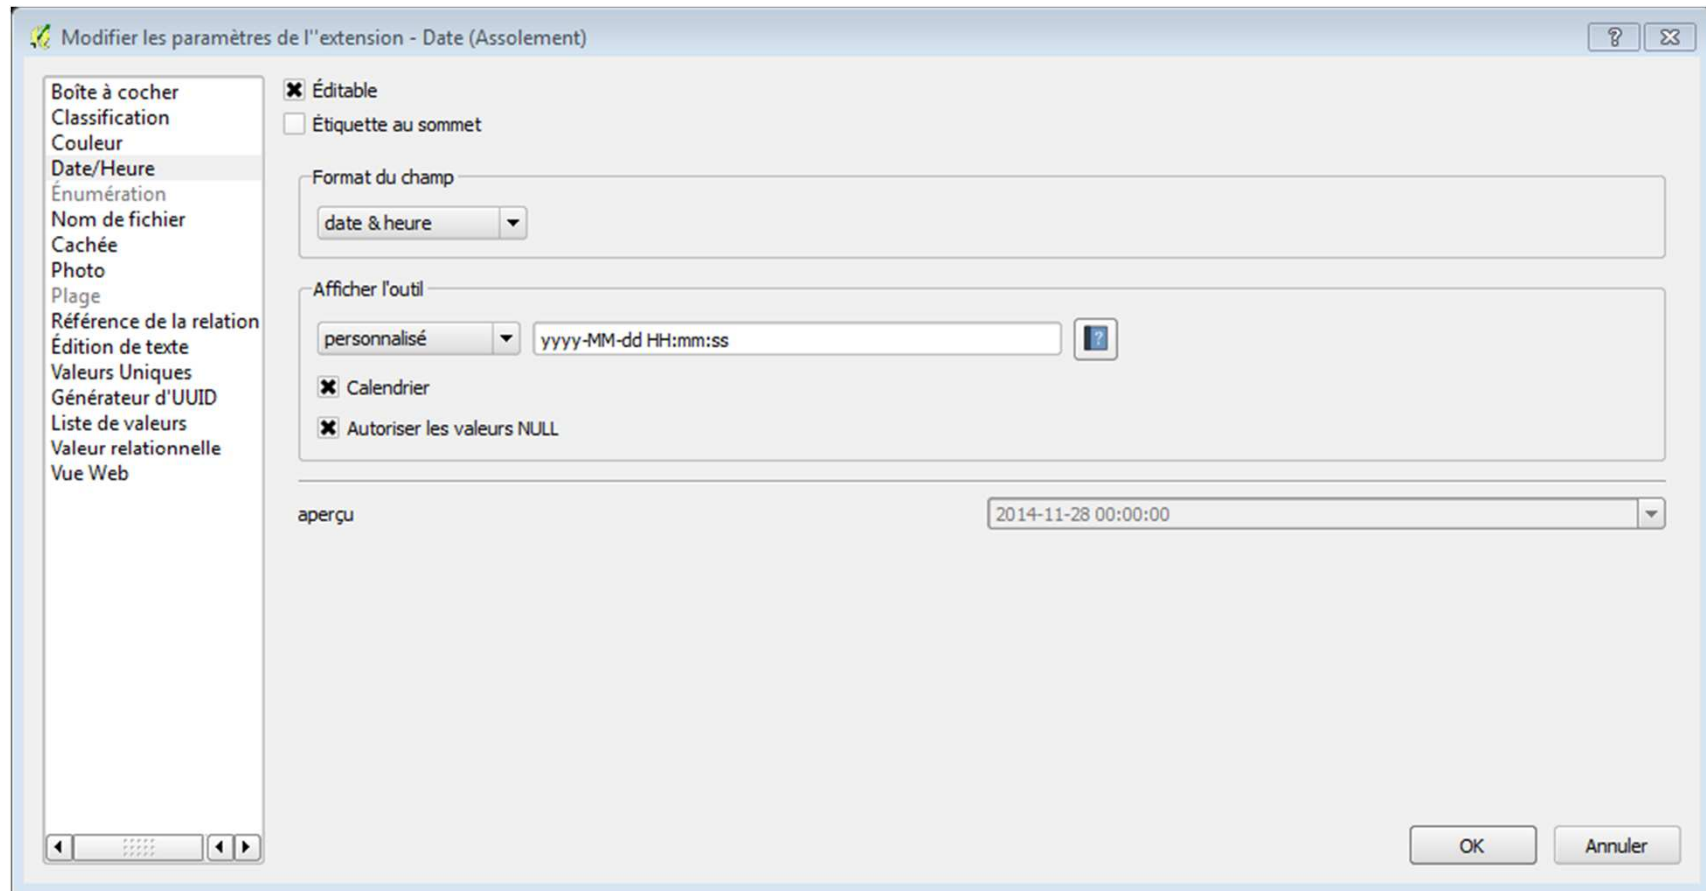 Modifier les paramètres de l''extension - Date (Assolement)
Boîte à cocher
Classification
Couleur
Date/Heure
Énumération
Nom de fichier
Cachée
Photo
Plage
Référence de la relation
Édition de texte
Valeurs Uniques
Générateur d'UUID
Liste de valeurs
Valeur relationnelle
Vue Web
Éditable
Étiquette au sommet
Format du champ
date & heure
Afficher l'outil
personnalisé yyyy-MM-dd HH:mm:ss
Calendrier
Autoriser les valeurs NULL
aperçu 2014-11-28 00:00:00
OK Annuler